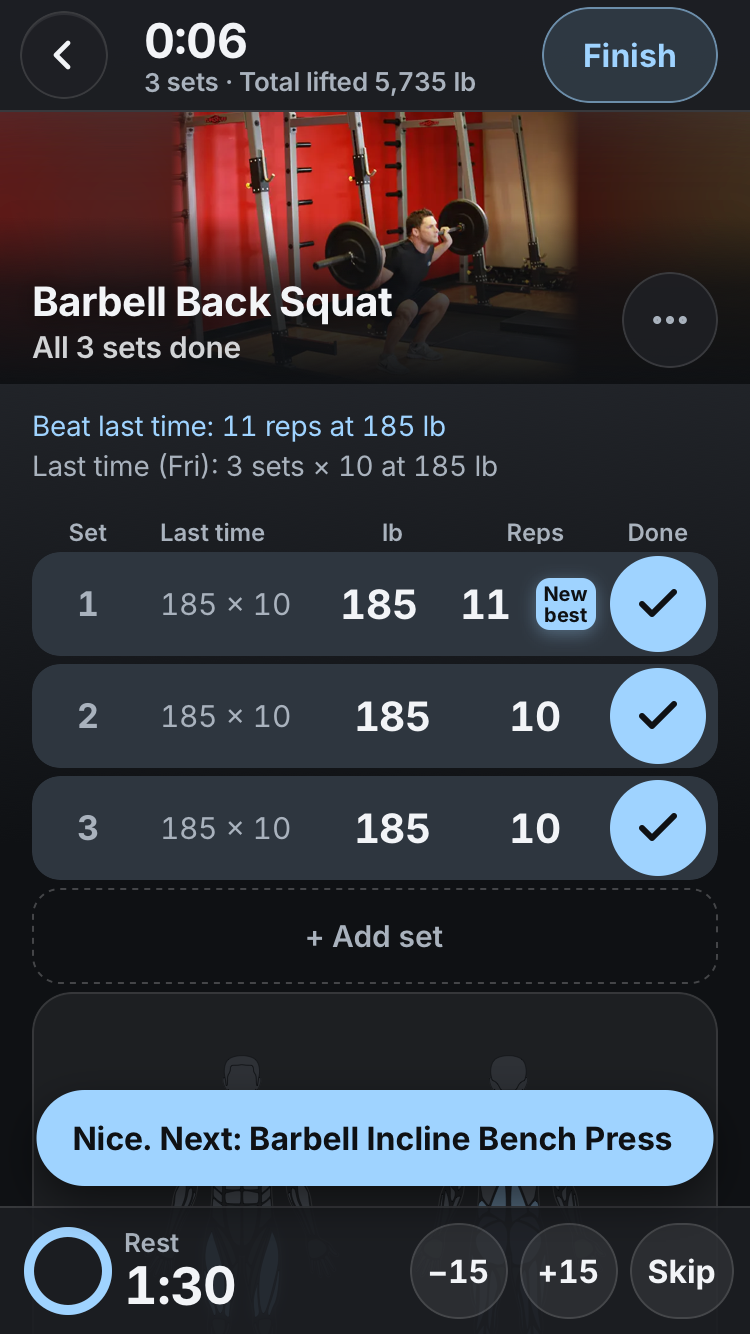 0:06
3 sets · Total lifted 5,735 lb
Finish
Barbell Back Squat
All 3 sets done
Beat last time: 11 reps at 185 lb
Last time (Fri): 3 sets × 10 at 185 lb
Set Last time lb Reps Done
1 185 × 10 185 11 New best
2 185 × 10 185 10
3 185 × 10 185 10
+ Add set
Nice. Next: Barbell Incline Bench Press
Rest
1:30
−15 +15 Skip